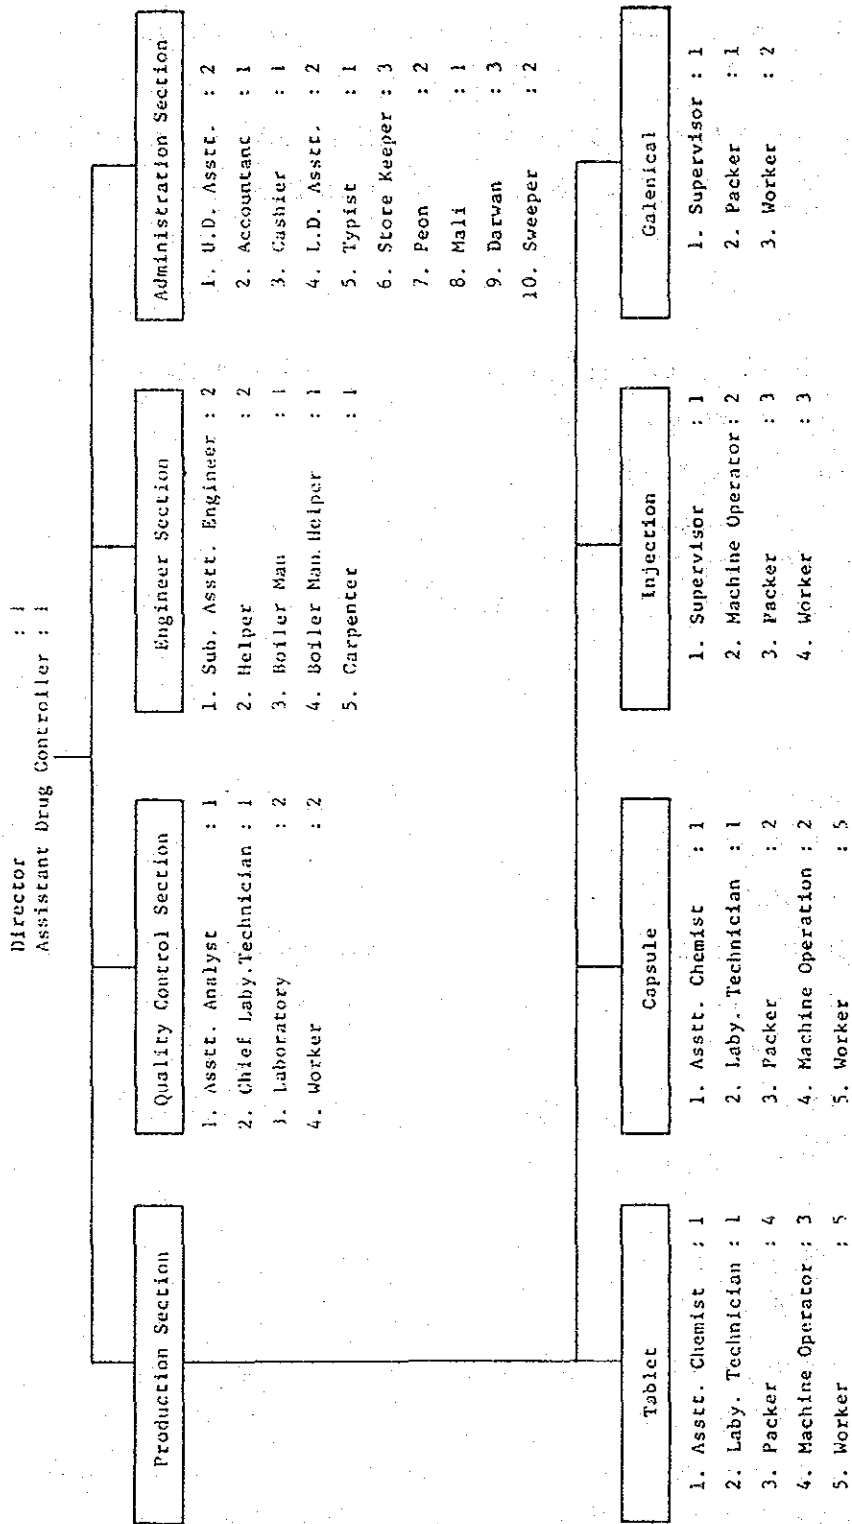 Director : 1
Assistant Drug Controller : 1
Production Section
Quality Control Section
1. Asstt. Analyst : 1
2. Chief Laby.Technician : 1
3. Laboratory : 2
4. Worker : 2
Engineer Section
1. Sub. Asstt. Engineer : 2
2. Helper : 2
3. Boiler Man : 1
4. Boiler Man Helper : 1
5. Carpenter : 1
Administration Section
1. U.D. Asstt. : 2
2. Accountant : 1
3. Cashier : 1
4. L.D. Asstt. : 2
5. Typist : 1
6. Store Keeper : 3
7. Peon : 2
8. Mali : 1
9. Darwan : 3
10. Sweeper : 2
Tablet
1. Asstt. Chemist : 1
2. Laby. Technician : 1
3. Packer : 4
4. Machine Operator : 3
5. Worker : 5
Capsule
1. Asstt. Chemist : 1
2. Laby. Technician : 1
3. Packer : 2
4. Machine Operation : 2
5. Worker : 5
Injection
1. Supervisor : 1
2. Machine Operator : 2
3. Packer : 3
4. Worker : 3
Galenical
1. Supervisor : 1
2. Packer : 1
3. Worker : 2